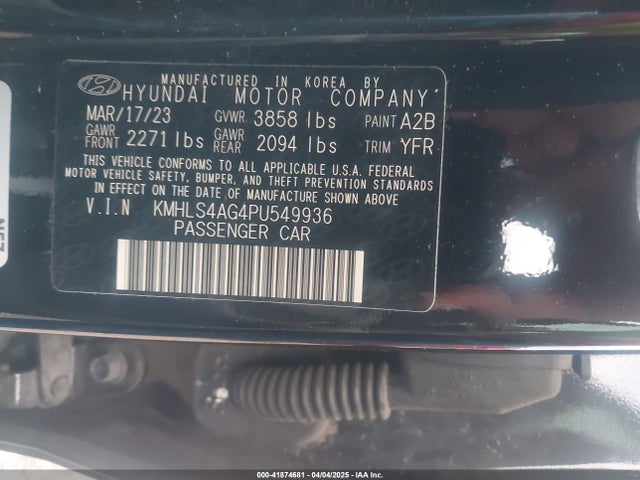 MANUFACTURED IN KOREA BY
HYUNDAI MOTOR COMPANY
MAR/17/23 GVWR 3858 lbs PAINT A2B
GAWR FRONT 2271 lbs GAWR REAR 2094 lbs TRIM YFR
THIS VEHICLE CONFORMS TO ALL APPLICABLE U.S.A. FEDERAL
MOTOR VEHICLE SAFETY, BUMPER, AND THEFT PREVENTION STANDARDS
IN EFFECT ON THE DATE OF MANUFACTURE SHOWN ABOVE
V.I.N KMHLS4AG4PU549936
PASSENGER CAR
000-41874681 - 04/04/2025 - IAA Inc.